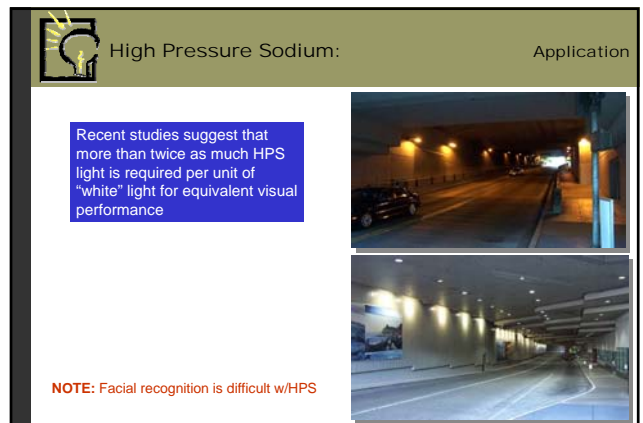 High Pressure Sodium: Application
Recent studies suggest that
more than twice as much HPS
light is required per unit of
“white” light for equivalent visual
performance
NOTE: Facial recognition is difficult w/HPS